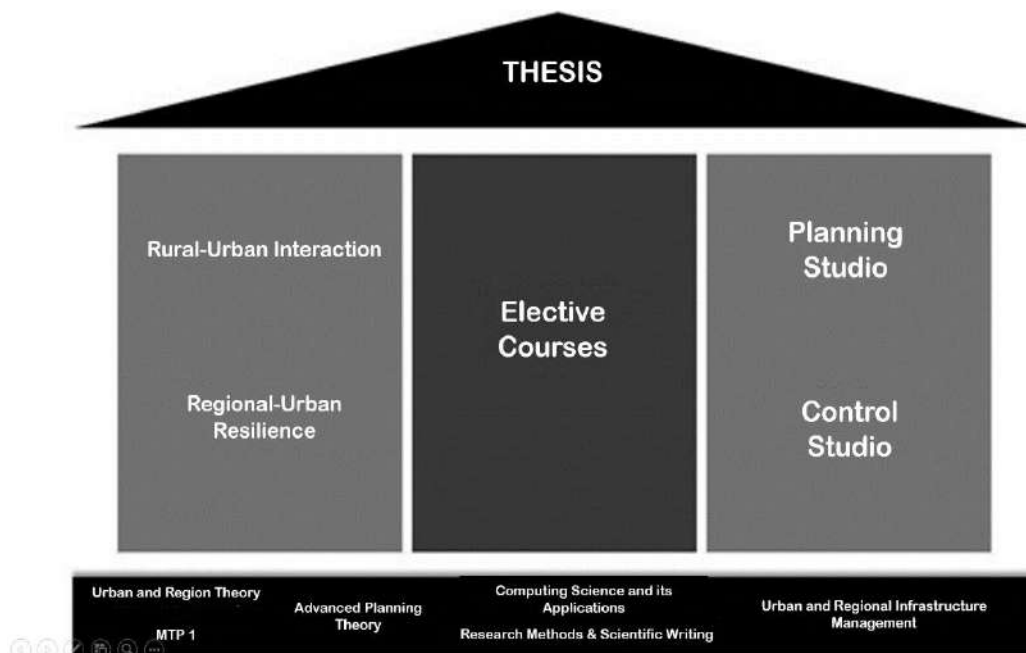 THESIS
Rural-Urban Interaction
Regional-Urban
Resilience
Elective
Courses
Planning
Studio
Control
Studio
Urban and Region Theory
MTP 1
Advanced Planning
Theory
Computing Science and its
Applications
Research Methods & Scientific Writing
Urban and Regional Infrastructure
Management